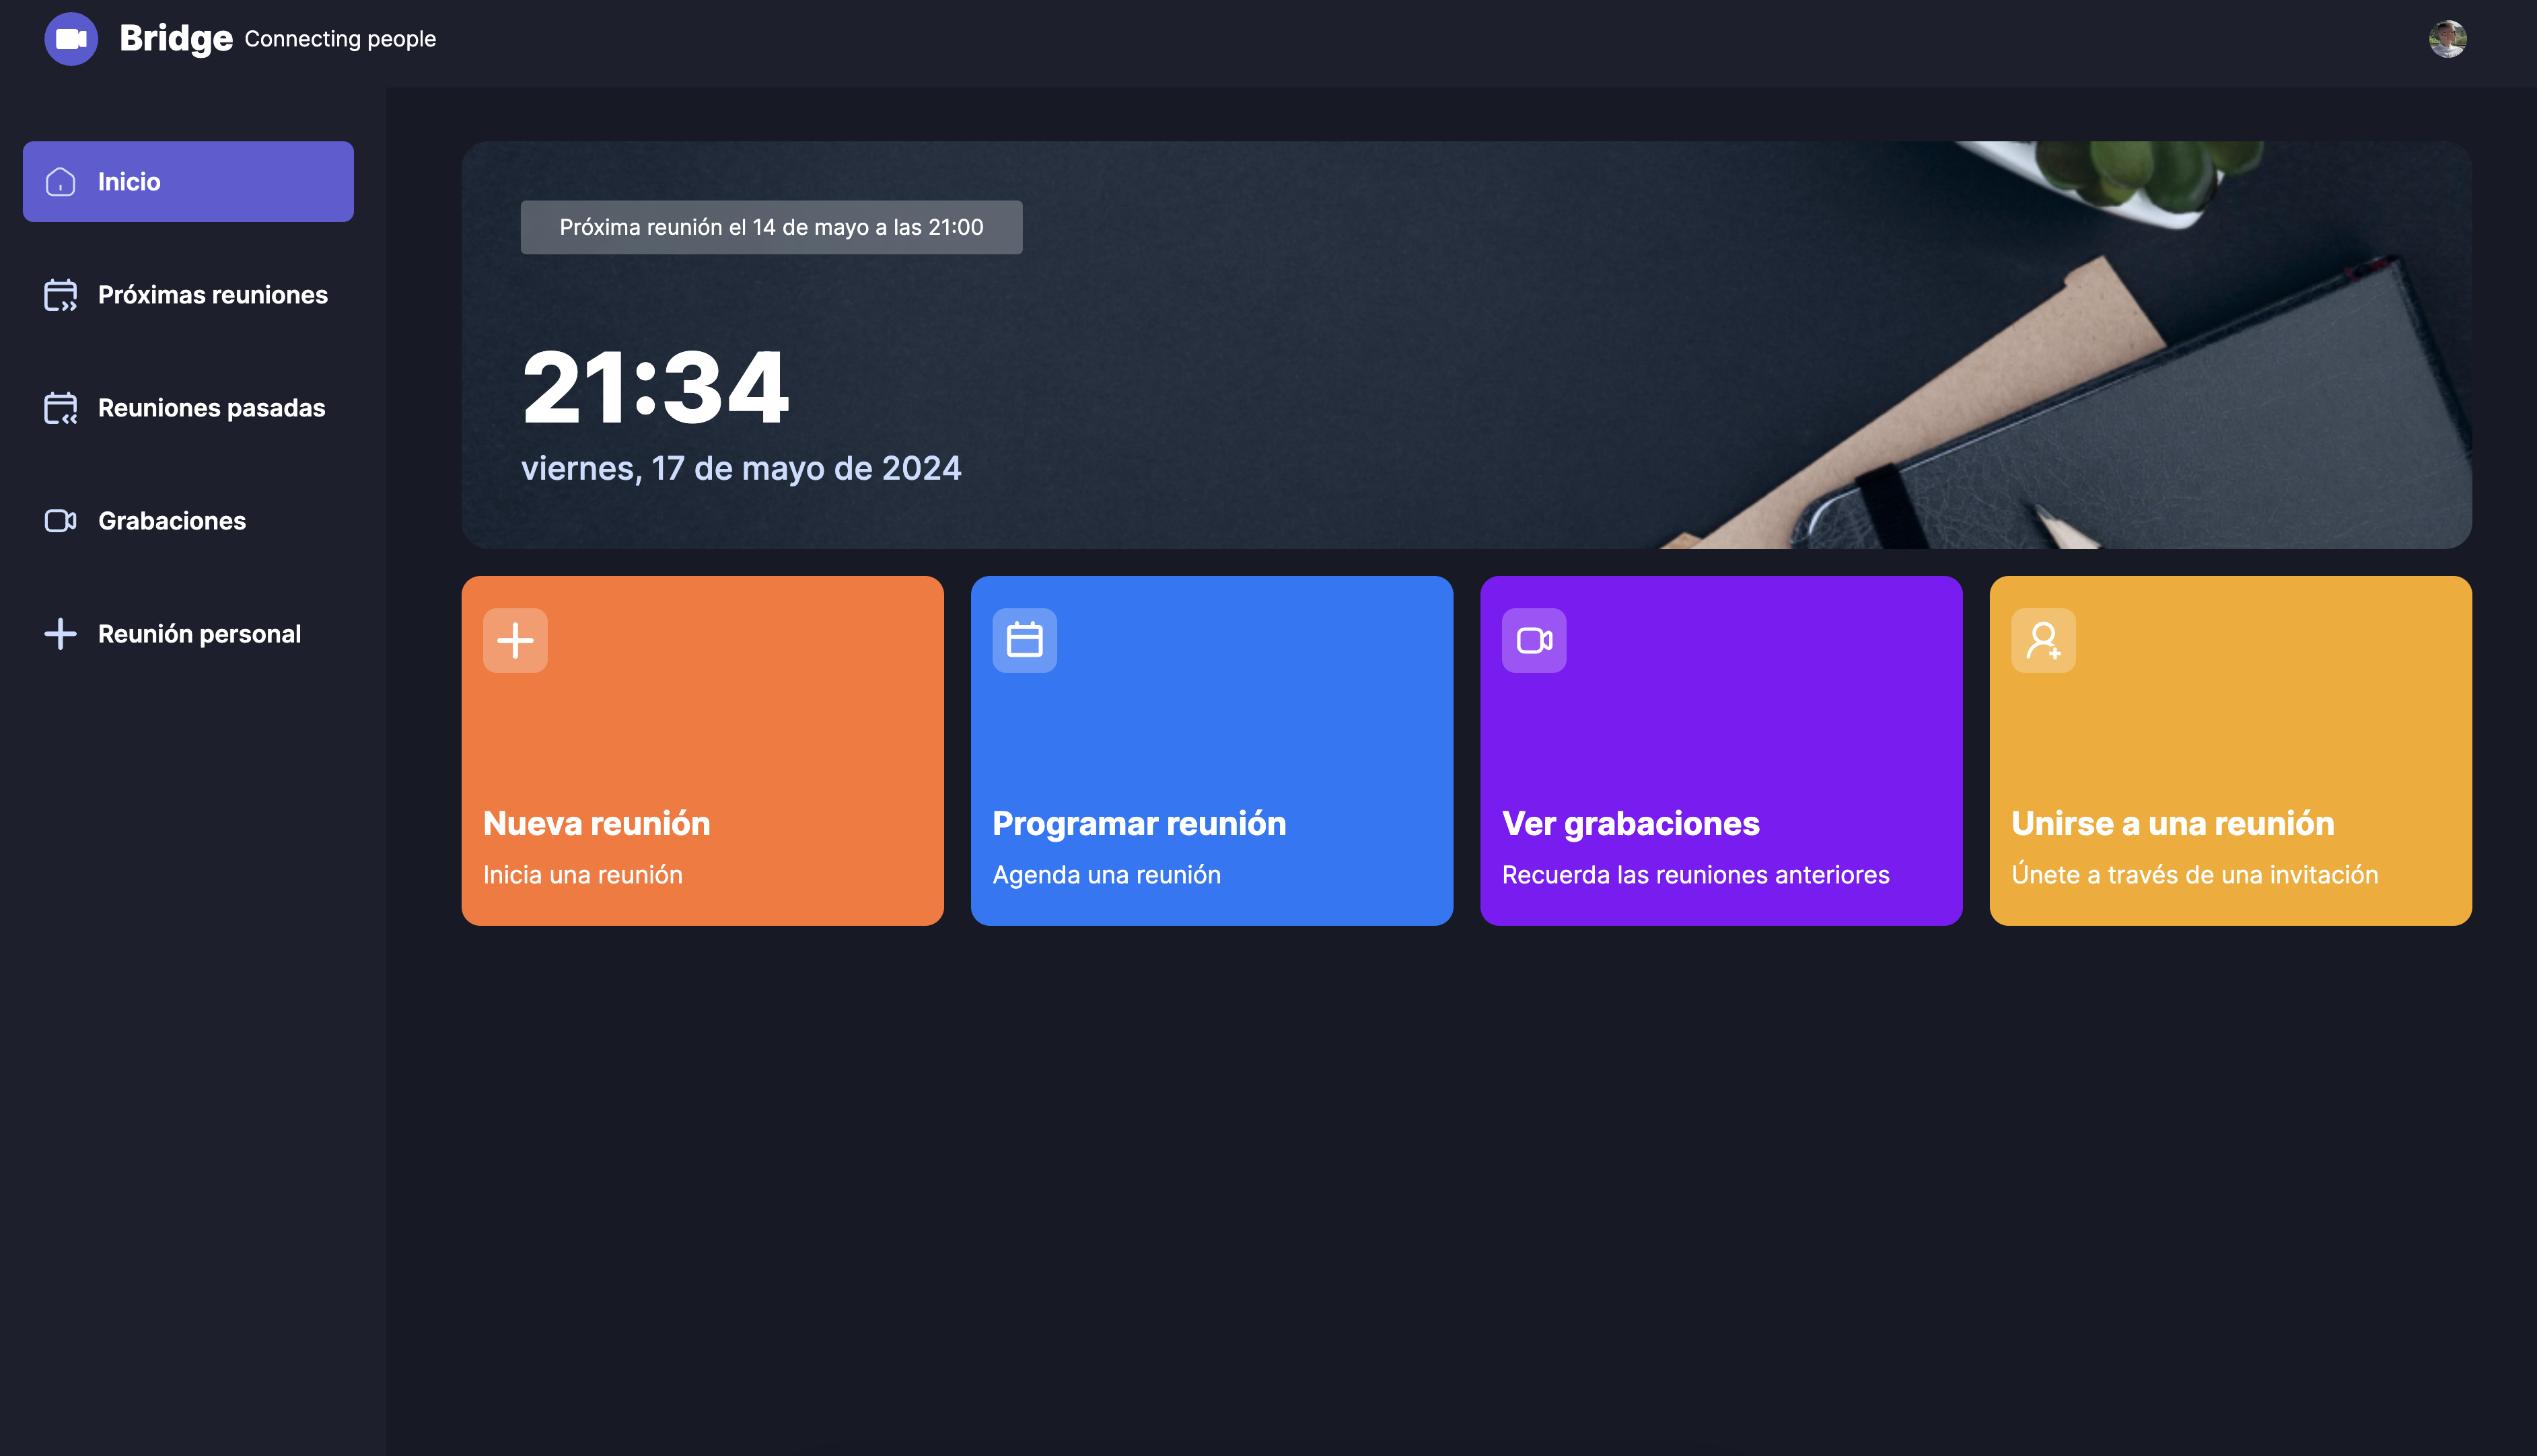 Bridge Connecting people
Inicio
Próximas reuniones
Reuniones pasadas
Grabaciones
Reunión personal
Próxima reunión el 14 de mayo a las 21:00
21:34
viernes, 17 de mayo de 2024
Nueva reunión
Inicia una reunión
Programar reunión
Agenda una reunión
Ver grabaciones
Recuerda las reuniones anteriores
Unirse a una reunión
Únete a través de una invitación